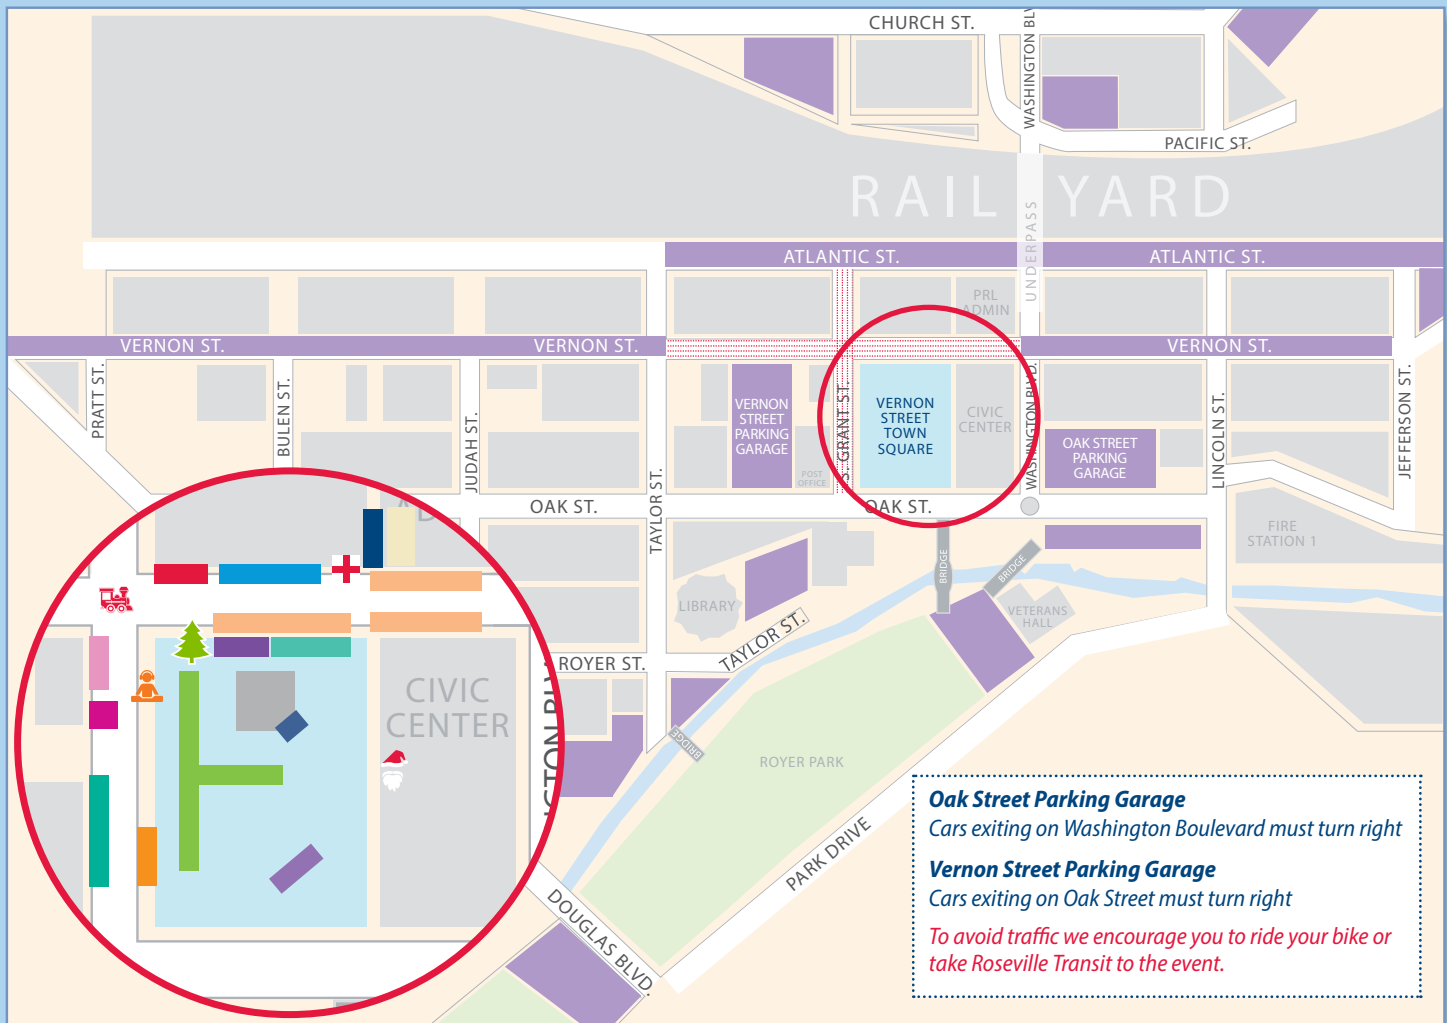 CHURCH ST.
WASHINGTON BLV
PACIFIC ST.
RAIL YARD
UNDERPASS
ATLANTIC ST.
ATLANTIC ST.
PRL
ADMIN
VERNON ST.
VERNON ST.
VERNON ST.
PRATT ST.
BULEN ST.
JUDAH ST.
TAYLOR ST.
VERNON
STREET
PARKING
GARAGE
POST
OFFICE
S. GRANT ST.
VERNON
STREET
TOWN
SQUARE
CIVIC
CENTER
WASHINGTON BLVD.
OAK STREET
PARKING
GARAGE
LINCOLN ST.
JEFFERSON ST.
OAK ST.
OAK ST.
FIRE
STATION 1
BRIDGE
BRIDGE
LIBRARY
VETERANS
HALL
TAYLOR ST.
ROYER ST.
BRIDGE
ROYER PARK
PARK DRIVE
DOUGLAS BLVD.
AD
CIVIC
CENTER
GTON BLV
Oak Street Parking Garage
Cars exiting on Washington Boulevard must turn right
Vernon Street Parking Garage
Cars exiting on Oak Street must turn right
To avoid traffic we encourage you to ride your bike or
take Roseville Transit to the event.